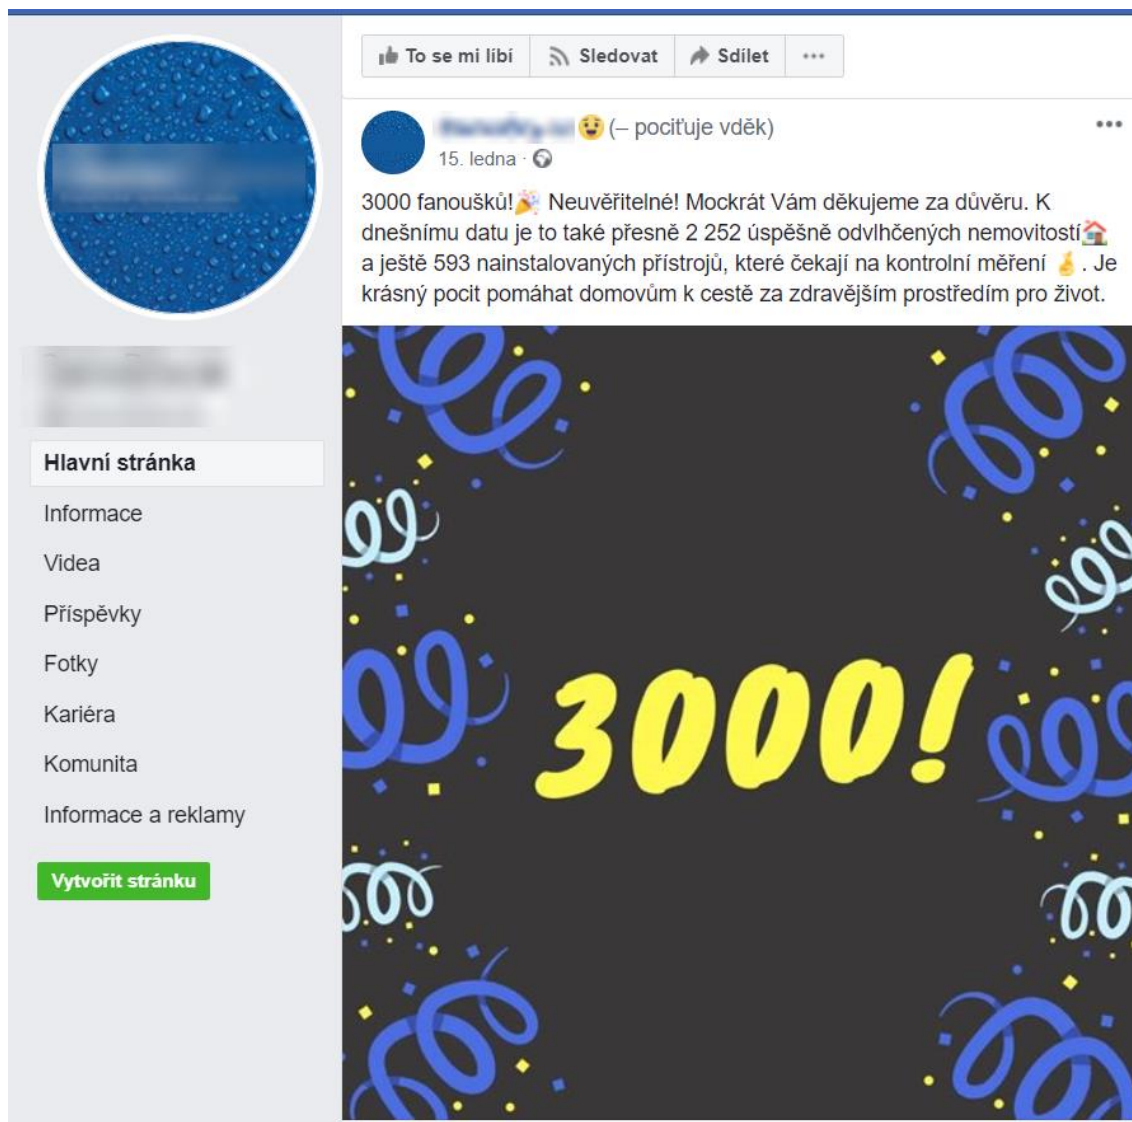 To se mi líbí Sledovat Sdílet
(– pociťuje vděk)
15. ledna ·
3000 fanoušků!🎉 Neuvěřitelné! Mockrát Vám děkujeme za důvěru. K
dnešnímu datu je to také přesně 2 252 úspěšně odvlhčených nemovitostí🏠
a ještě 593 nainstalovaných přístrojů, které čekají na kontrolní měření 🤞. Je
krásný pocit pomáhat domovům k cestě za zdravějším prostředím pro život.
Hlavní stránka
Informace
Videa
Příspěvky
Fotky
Kariéra
Komunita
Informace a reklamy
Vytvořit stránku
3000!